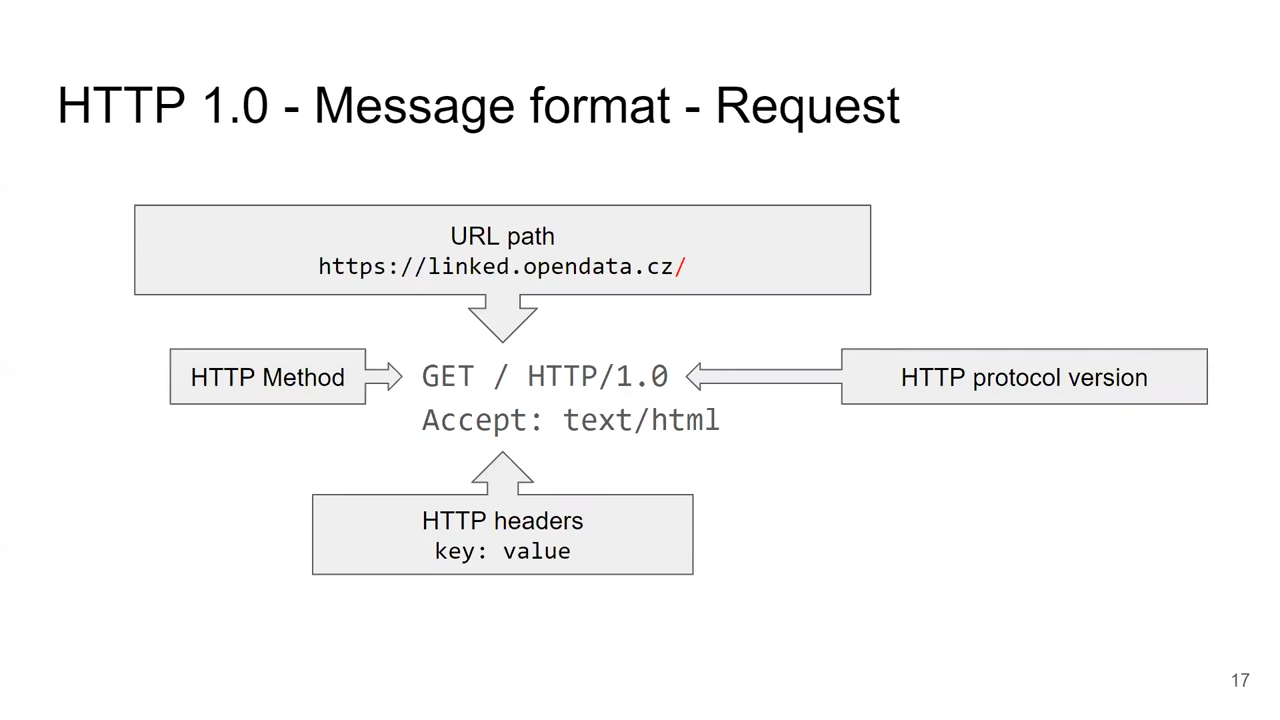 HTTP 1.0 - Message format - Request
URL path
https://linked.opendata.cz/
HTTP Method
GET / HTTP/1.0
HTTP protocol version
Accept: text/html
HTTP headers
key: value
17